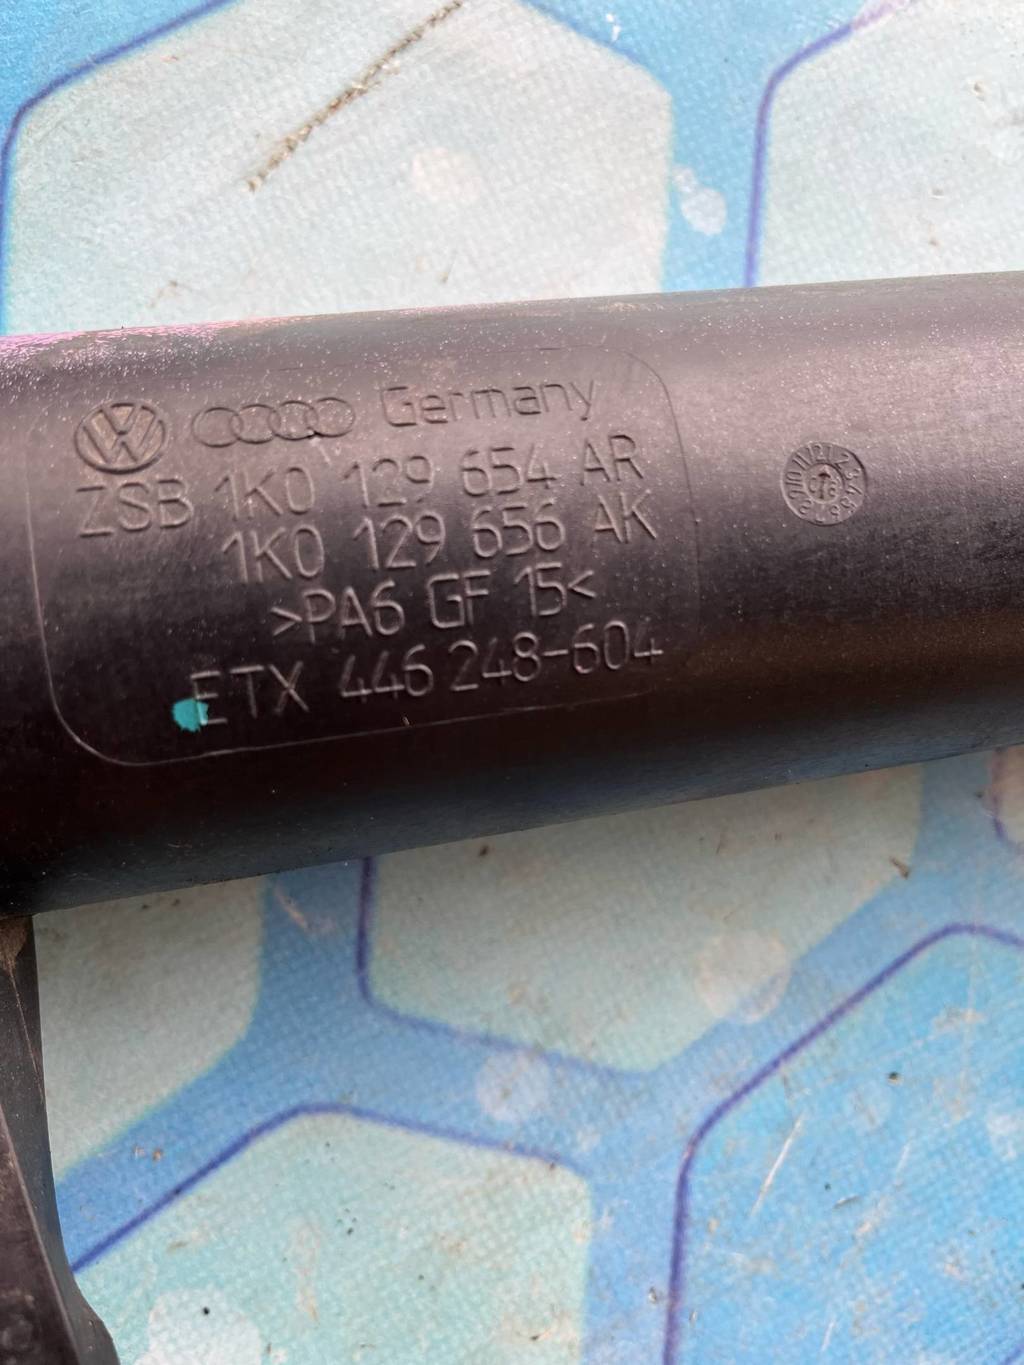 Germany
ZSB 1K0 129 654 AR
1K0 129 656 AK
>PA6 GF 15<
ETX 446 248-604